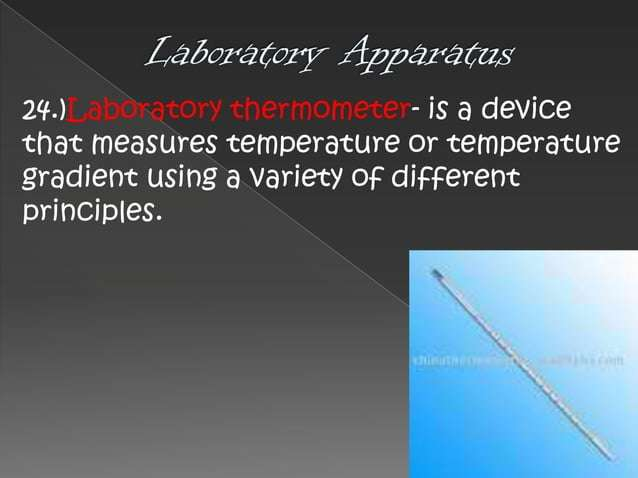 Laboratory Apparatus
24.)Laboratory thermometer- is a device
that measures temperature or temperature
gradient using a variety of different
principles.